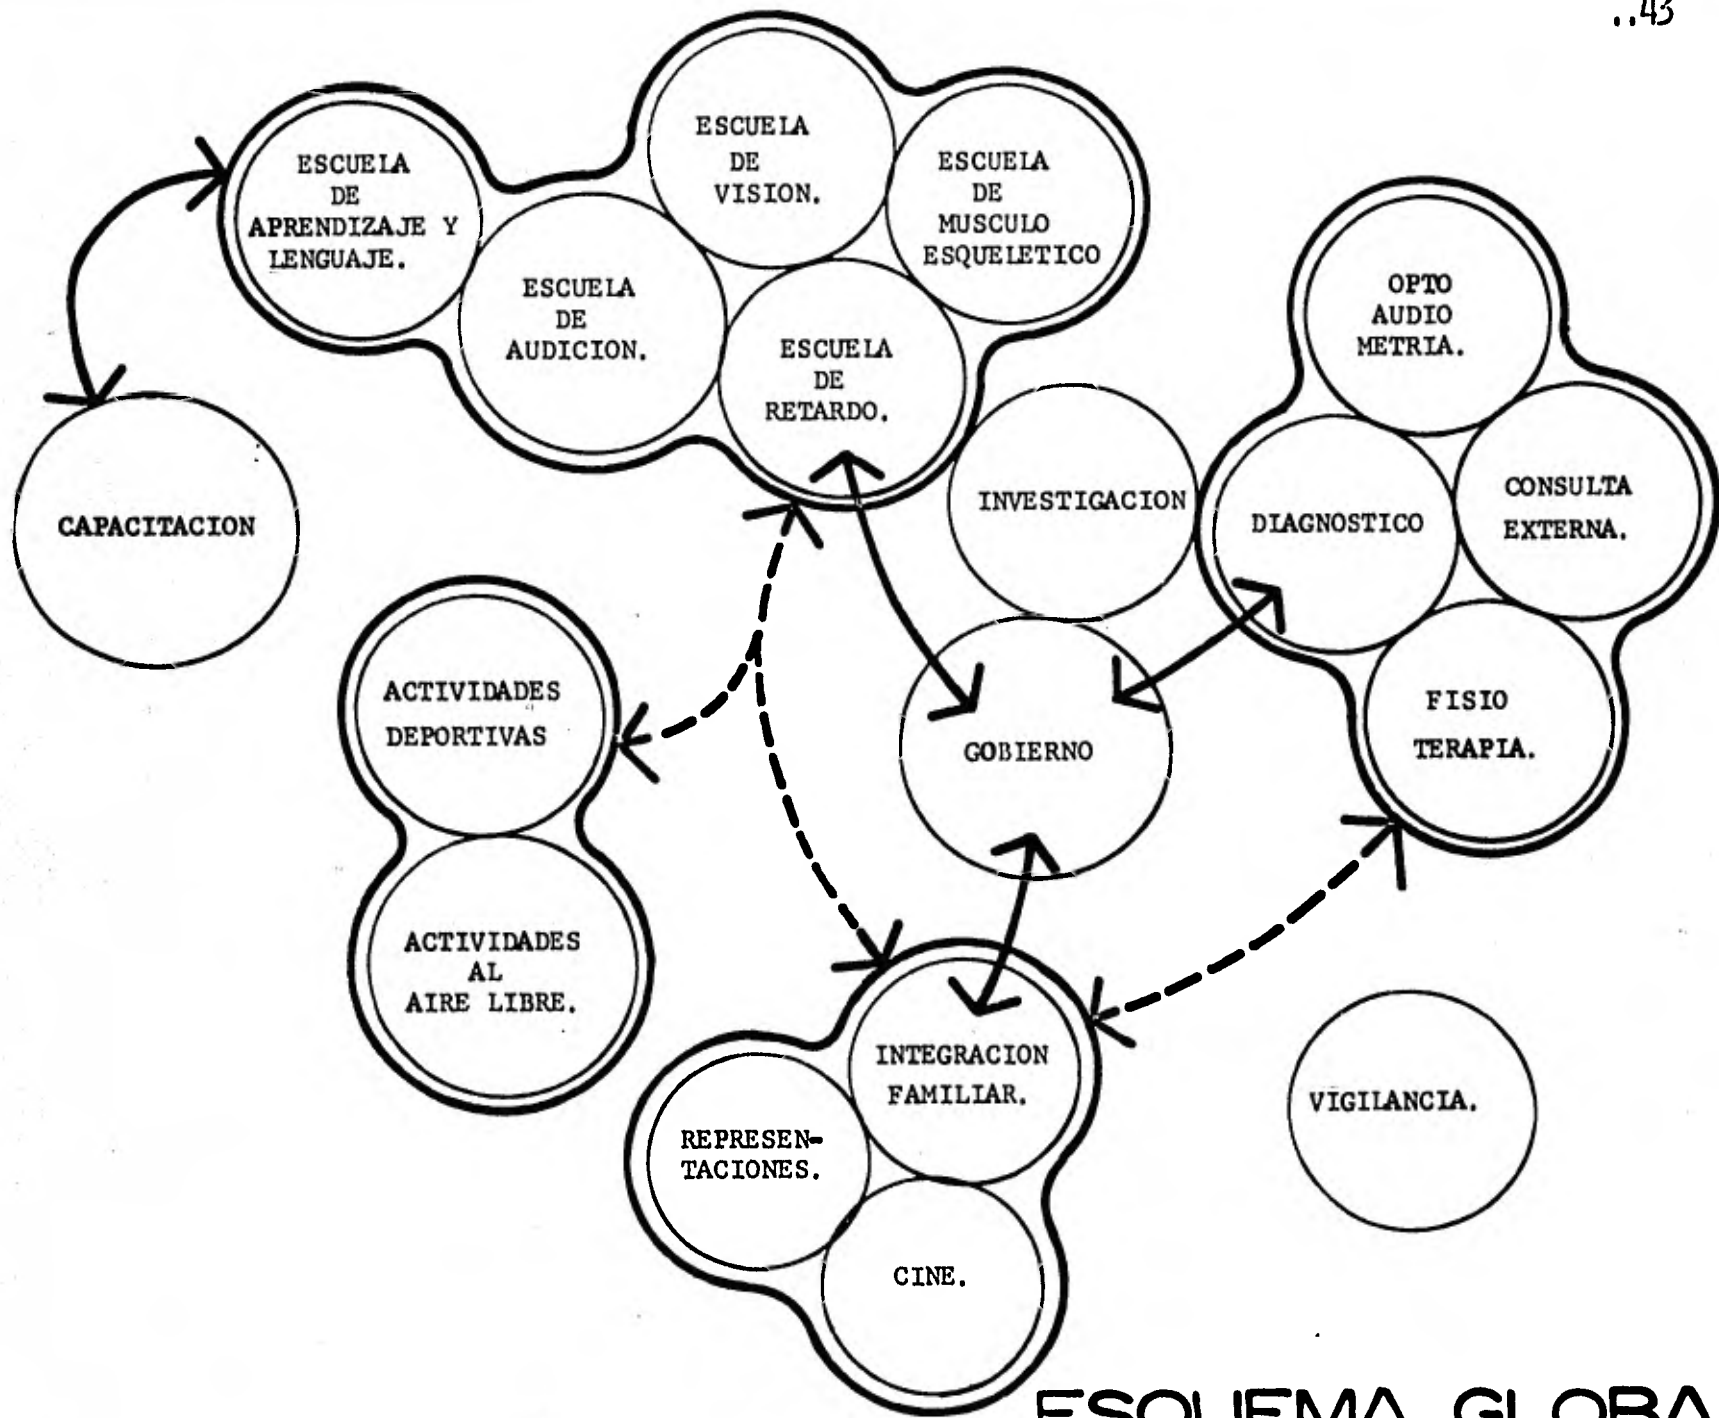 ..43
ESCUELA
DE
VISION.
ESCUELA
DE
APRENDIZAJE Y
LENGUAJE.
ESCUELA
DE
MUSCULO
ESQUELETICO
ESCUELA
DE
AUDICION.
ESCUELA
DE
RETARDO.
OPTO
AUDIO
METRIA.
CAPACITACION
INVESTIGACION
DIAGNOSTICO
CONSULTA
EXTERNA.
ACTIVIDADES
DEPORTIVAS
GOBIERNO
FISIO
TERAPIA.
ACTIVIDADES
AL
AIRE LIBRE.
INTEGRACION
FAMILIAR.
REPRESEN-
TACIONES.
VIGILANCIA.
CINE.
ESQUEMA GLOBA